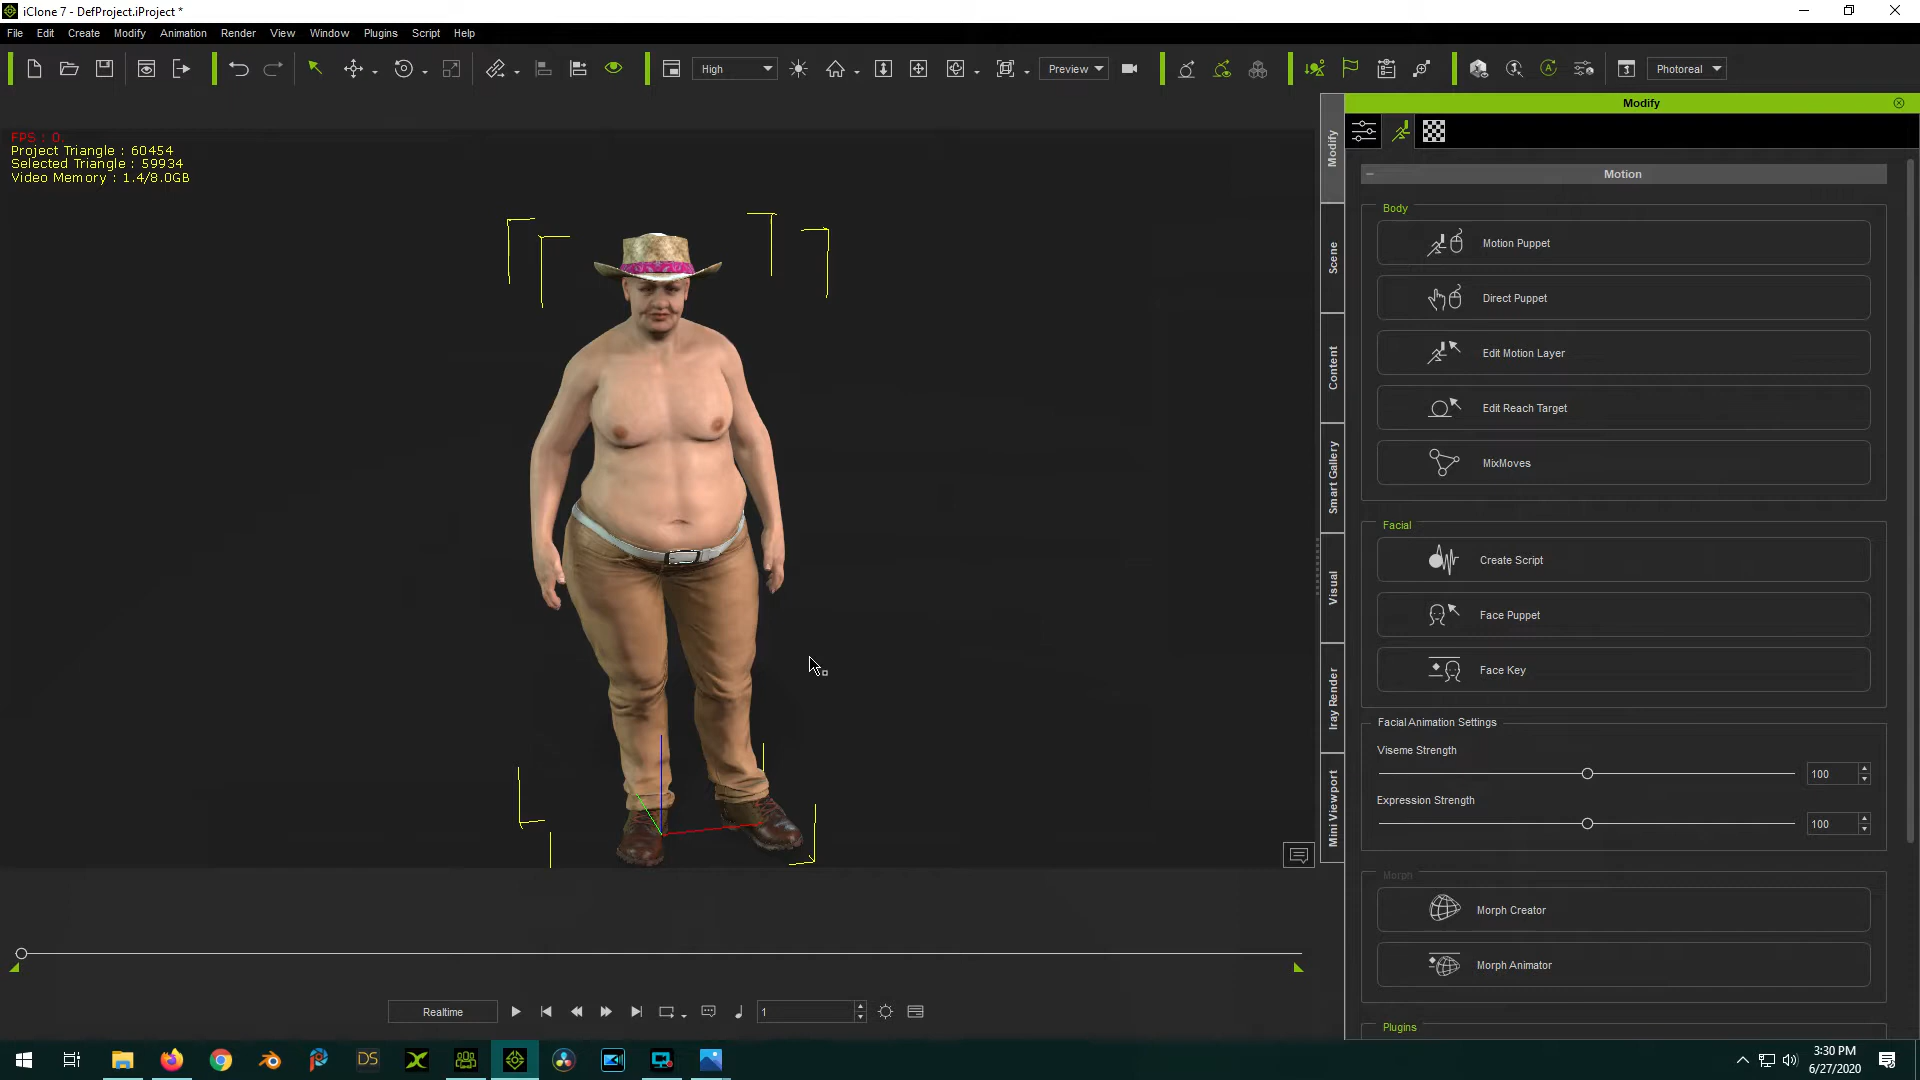 iClone 7 - DefProject.iProject *
File Edit Create Modify Animation Render View Window Plugins Script Help
High Preview Photoreal
FPS : 0.
Project Triangle : 60454
Selected Triangle : 59934
Video Memory : 1.4/8.0GB
Modify
Scene
Content
Smart Gallery
Visual
Iray Render
Mini Viewport
Modify
Motion
Body
Motion Puppet
Direct Puppet
Edit Motion Layer
Edit Reach Target
MixMoves
Facial
Create Script
Face Puppet
Face Key
Facial Animation Settings
Viseme Strength
100
Expression Strength
100
Morph
Morph Creator
Morph Animator
Plugins
Realtime 1
DS
3:30 PM
6/27/2020